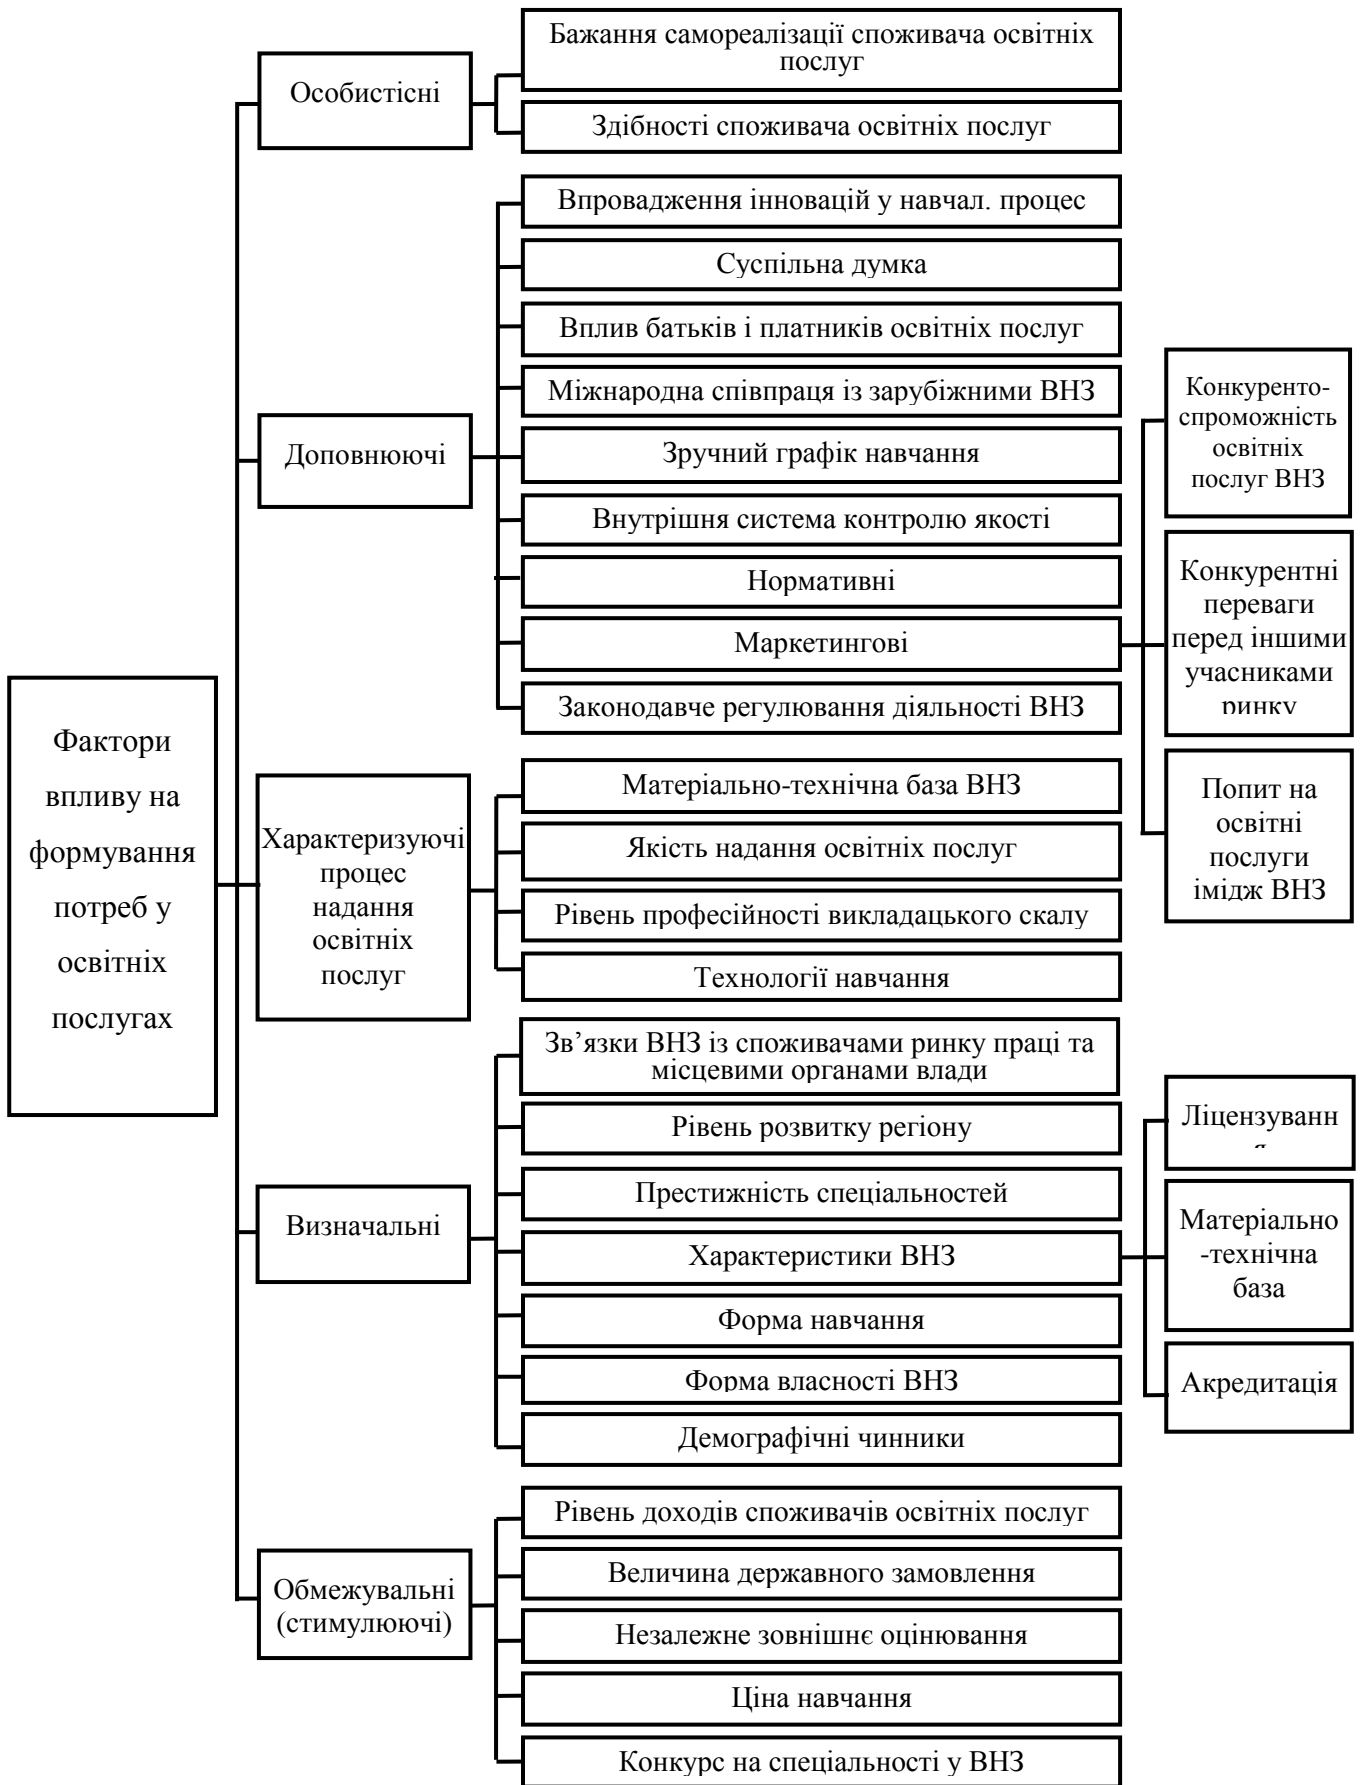 Фактори
впливу на
формування
потреб у
освітніх
послугах
Особистісні
Бажання самореалізації споживача освітніх
послуг
Здібності споживача освітніх послуг
Доповнюючі
Впровадження інновацій у навчал. процес
Суспільна думка
Вплив батьків і платників освітніх послуг
Міжнародна співпраця із зарубіжними ВНЗ
Зручний графік навчання
Внутрішня система контролю якості
Нормативні
Маркетингові
Законодавче регулювання діяльності ВНЗ
Конкуренто-
спроможність
освітніх
послуг ВНЗ
Конкурентні
переваги
перед іншими
учасниками
ринку
Попит на
освітні
послуги
імідж ВНЗ
Характеризуючі
процес
надання
освітніх
послуг
Матеріально-технічна база ВНЗ
Якість надання освітніх послуг
Рівень професійності викладацького скалу
Технології навчання
Визначальні
Зв’язки ВНЗ із споживачами ринку праці та
місцевими органами влади
Рівень розвитку регіону
Престижність спеціальностей
Характеристики ВНЗ
Форма навчання
Форма власності ВНЗ
Демографічні чинники
Ліцензуванн
я
Матеріально
-технічна
база
Акредитація
Обмежувальні
(стимулюючі)
Рівень доходів споживачів освітніх послуг
Величина державного замовлення
Незалежне зовнішнє оцінювання
Ціна навчання
Конкурс на спеціальності у ВНЗ